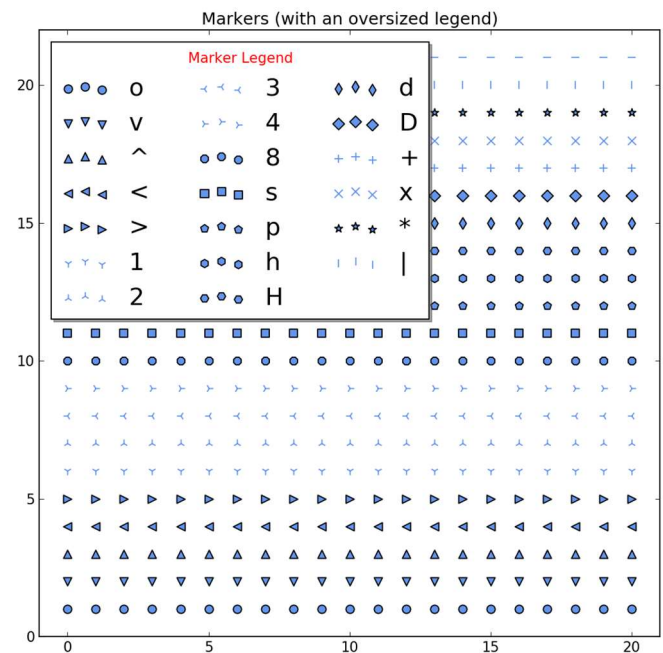 Markers (with an oversized legend)
Marker Legend
o 3 d
v 4 D
^ 8 +
< s x
> p *
1 h |
2 H
20
15
10
5
0
0 5 10 15 20